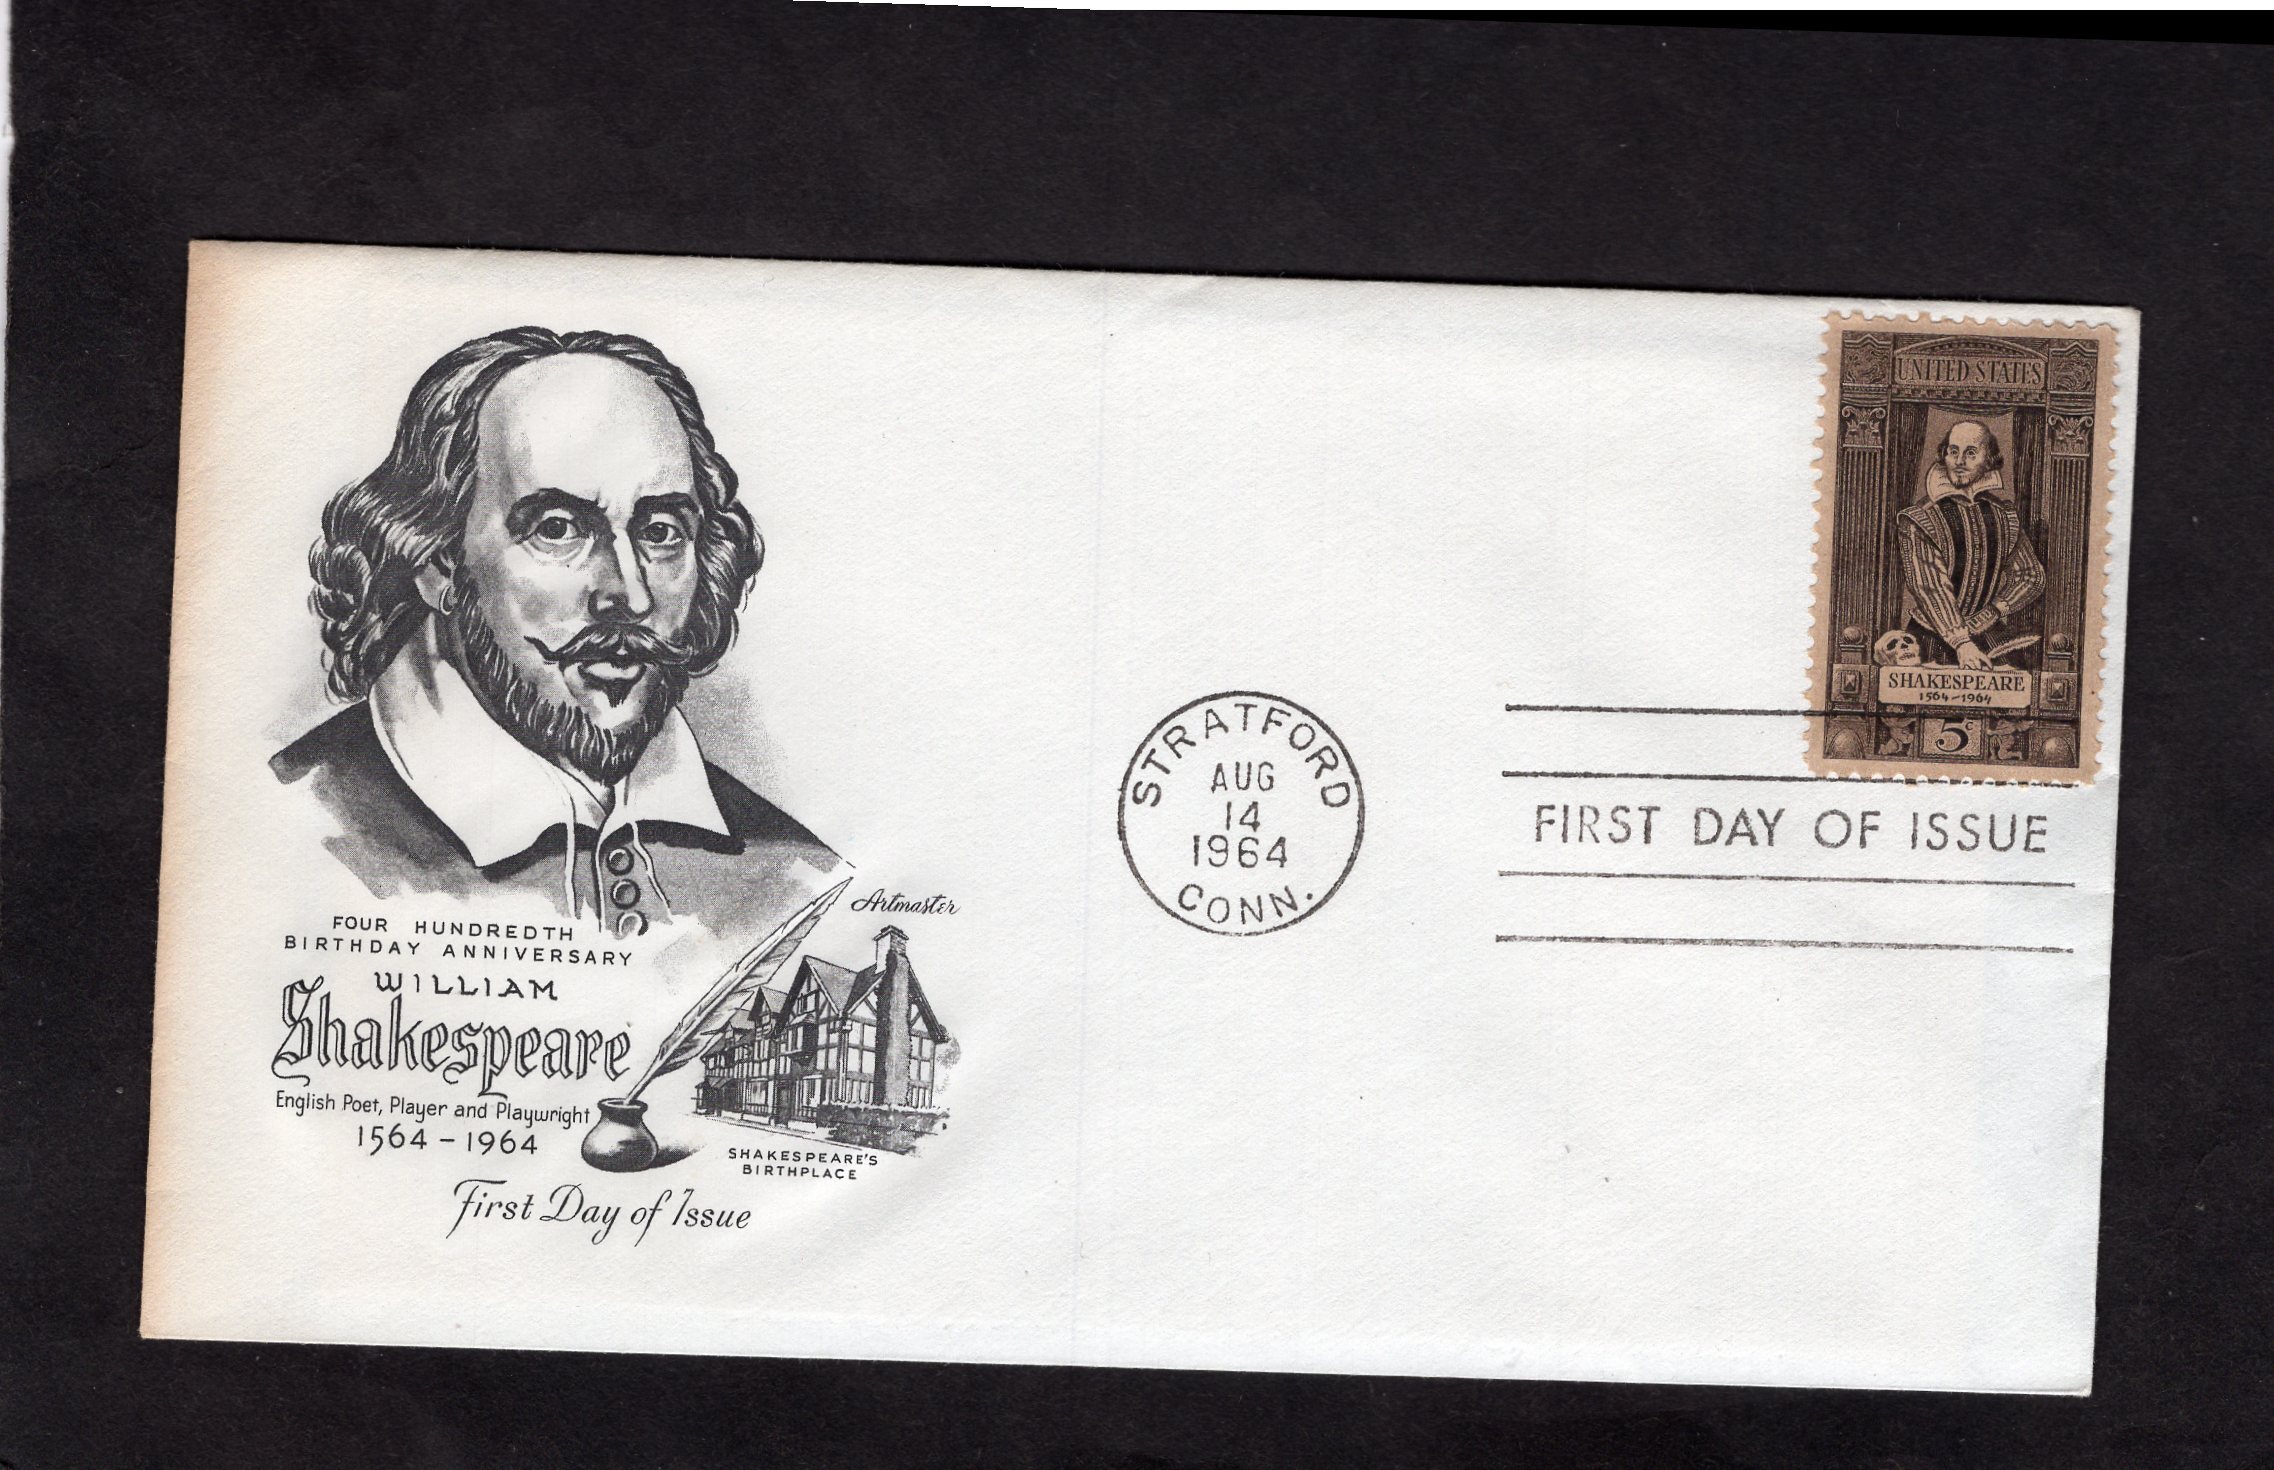 UNITED STATES
SHAKESPEARE
1564-1964
5c
STRATFORD
AUG
14
1964
CONN.
FIRST DAY OF ISSUE
Artmaster
FOUR HUNDREDTH
BIRTHDAY ANNIVERSARY
WILLIAM
Shakespeare
English Poet, Player and Playwright
1564-1964
SHAKESPEARE'S
BIRTHPLACE
First Day of Issue